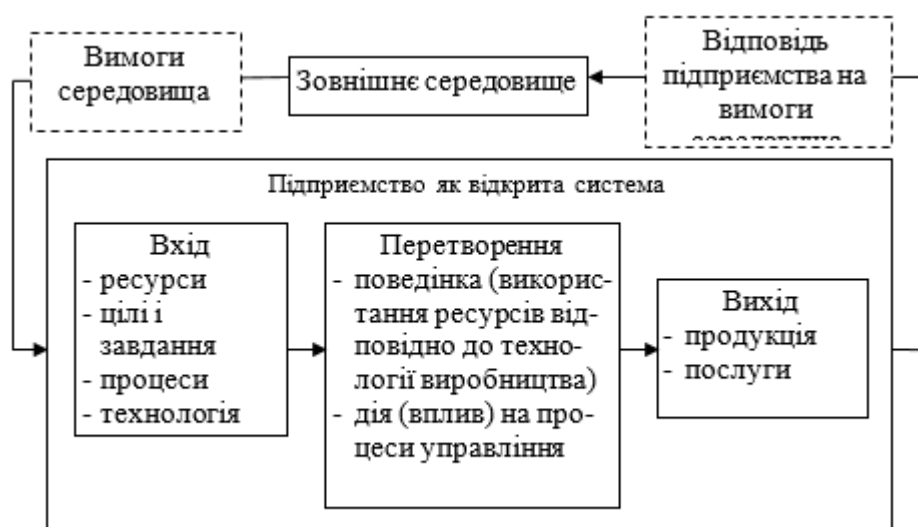 Вимоги
середовища
Зовнішнє середовище
Відповідь
підприємства на
вимоги
середовища
Підприємство як відкрита система
Вхід
- ресурси
- цілі і
завдання
- процеси
- технологія
Перетворення
- поведінка (викорис-
тання ресурсів від-
повідно до техно-
логії виробництва)
- дія (вплив) на про-
цеси управління
Вихід
- продукція
- послуги